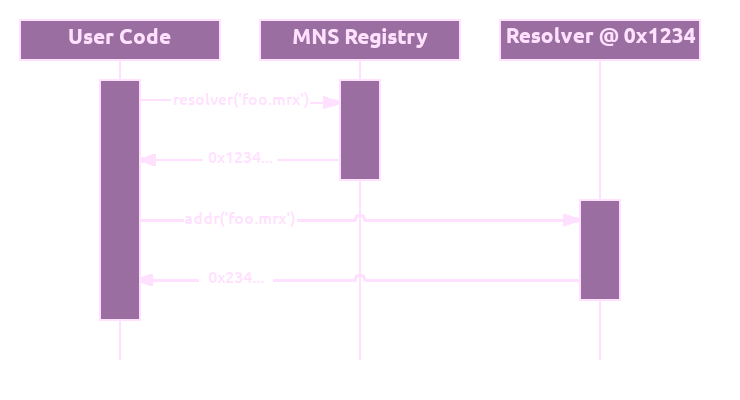 User Code
MNS Registry
Resolver @ 0x1234
resolver('foo.mrx')
0x1234...
addr('foo.mrx')
0x234...